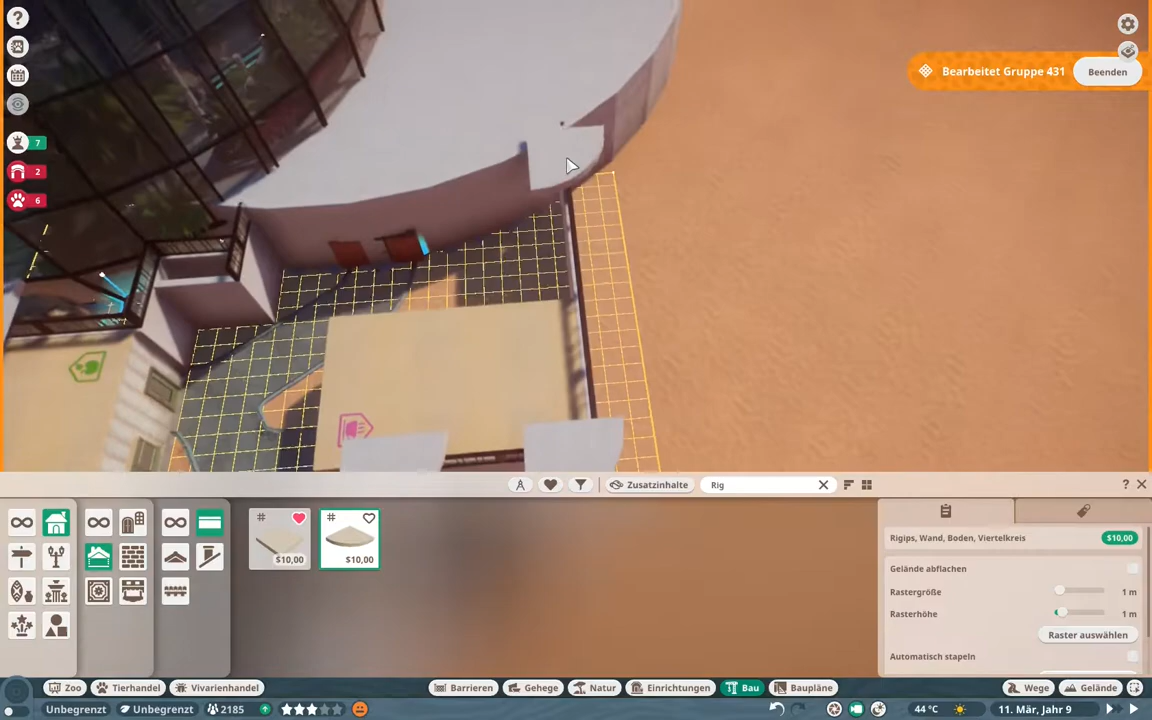 ?
Bearbeitet Gruppe 431
Beenden
7
2
6
Zusatzinhalte
Rig
?
$10,00
$10,00
Rigips, Wand, Boden, Viertelkreis
$10,00
Gelände abflachen
Rastergröße
1 m
Rasterhöhe
1 m
Raster auswählen
Automatisch stapeln
Zoo
Tierhandel
Vivarienhandel
Barrieren
Gehege
Natur
Einrichtungen
Bau
Baupläne
Wege
Gelände
Unbegrenzt
Unbegrenzt
2185
44 °C
11. Mär, Jahr 9